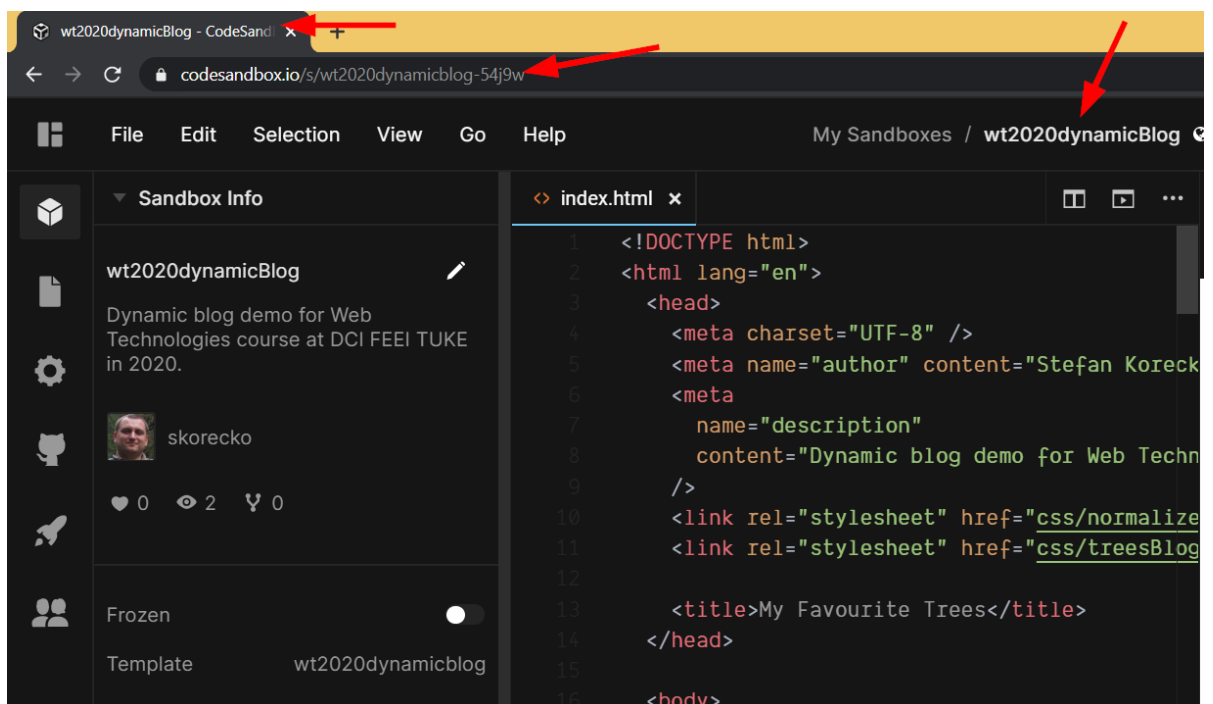 wt2020dynamicBlog - CodeSand
codesandbox.io/s/wt2020dynamicblog-54j9w
File Edit Selection View Go Help My Sandboxes / wt2020dynamicBlog
Sandbox Info
wt2020dynamicBlog
Dynamic blog demo for Web
Technologies course at DCI FEEI TUKE
in 2020.
skorecko
0 2 0
Frozen
Template wt2020dynamicblog
index.html
1 <!DOCTYPE html>
2 <html lang="en">
3 <head>
4 <meta charset="UTF-8" />
5 <meta name="author" content="Stefan Koreck
6 <meta
7 name="description"
8 content="Dynamic blog demo for Web Techn
9 />
10 <link rel="stylesheet" href="css/normalize
11 <link rel="stylesheet" href="css/treesBlog
12
13 <title>My Favourite Trees</title>
14 </head>
15
16 <body>